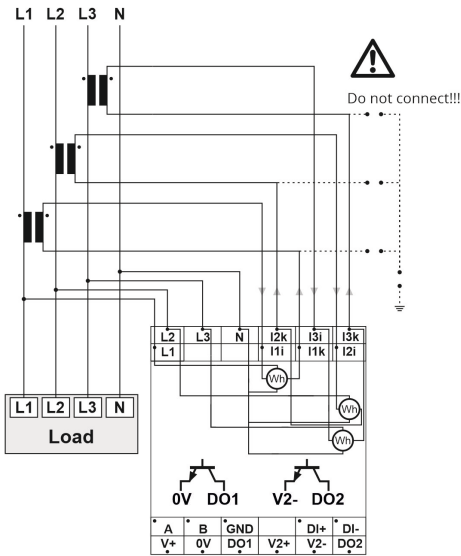 L1 L2 L3 N
Do not connect!!!
L2 L3 N I2k I3i I3k
L1 I1i I1k I2i
Wh
Wh
Wh
L1 L2 L3 N
Load
0V DO1 V2- DO2
A B GND DI+ DI-
V+ 0V DO1 V2+ V2- DO2